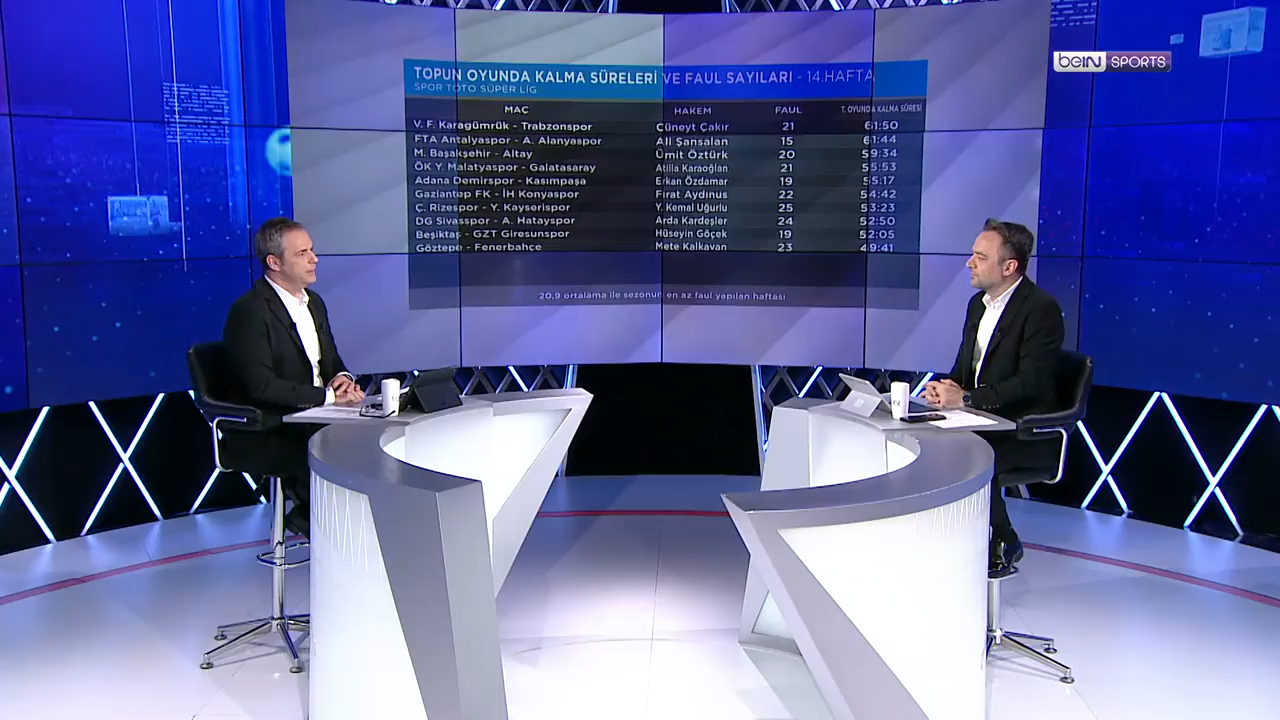 beIN SPORTS
TOPUN OYUNDA KALMA SÜRELERİ VE FAUL SAYILARI - 14.HAFTA
SPOR TOTO SÜPER LİG
MAÇ HAKEM FAUL T. OYUNDA KALMA SÜRESİ
V. F. Karagümrük - Trabzonspor Cüneyt Çakır 21 61:50
FTA Antalyaspor - A. Alanyaspor Ali Şansalan 15 61:44
M. Başakşehir - Altay Ümit Öztürk 20 59:34
ÖK Y. Malatyaspor - Galatasaray Atilla Karaoğlan 21 55:53
Adana Demirspor - Kasımpaşa Erkan Özdamar 19 55:17
Gaziantep FK - İH Konyaspor Fırat Aydınus 22 54:42
Ç. Rizespor - Y. Kayserispor Y. Kemal Uğurlu 25 53:23
DG Sivasspor - A. Hatayspor Arda Kardeşler 24 52:50
Beşiktaş - GZT Giresunspor Hüseyin Göçek 19 52:05
Göztepe - Fenerbahçe Mete Kalkavan 23 49:41
20,9 ortalama ile sezonun en az faul yapılan haftası